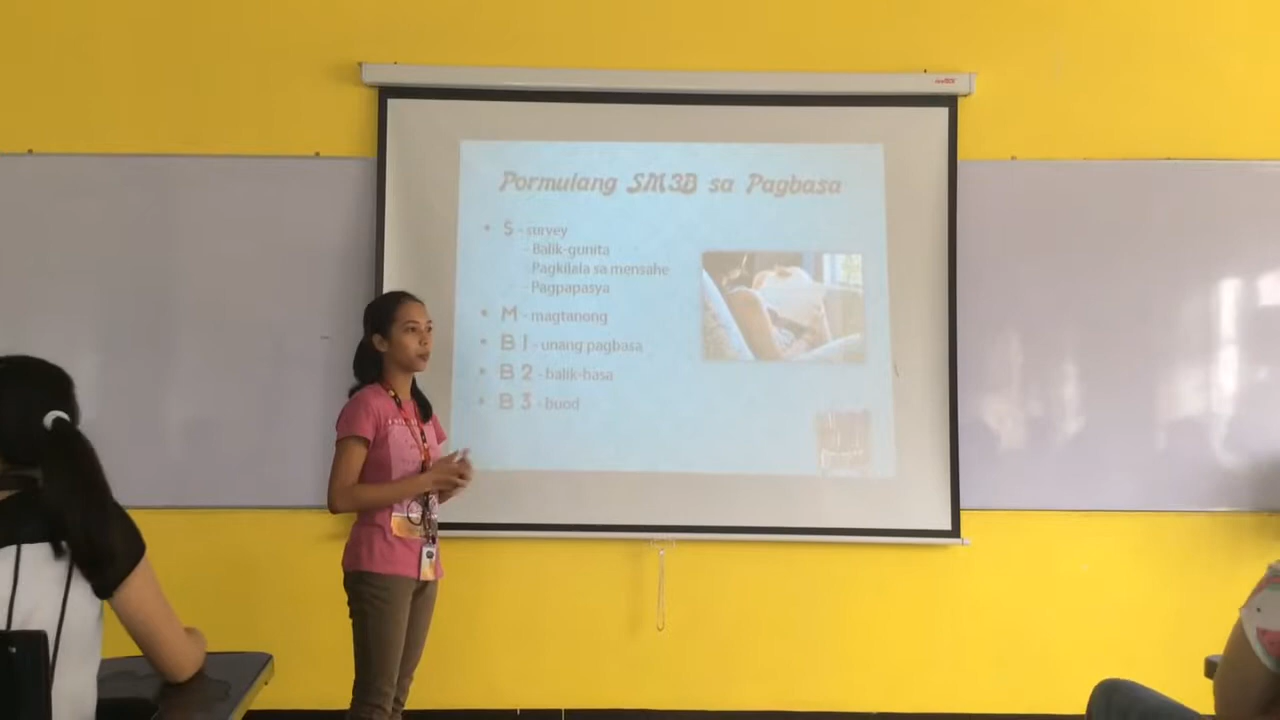 Pormulang SM3B sa Pagbasa
• S - survey
- Balik-gunita
- Pagkilala sa mensahe
- Pagpapasya
• M - magtanong
• B 1 - unang pagbasa
• B 2 - balik-basa
• B 3 - buod